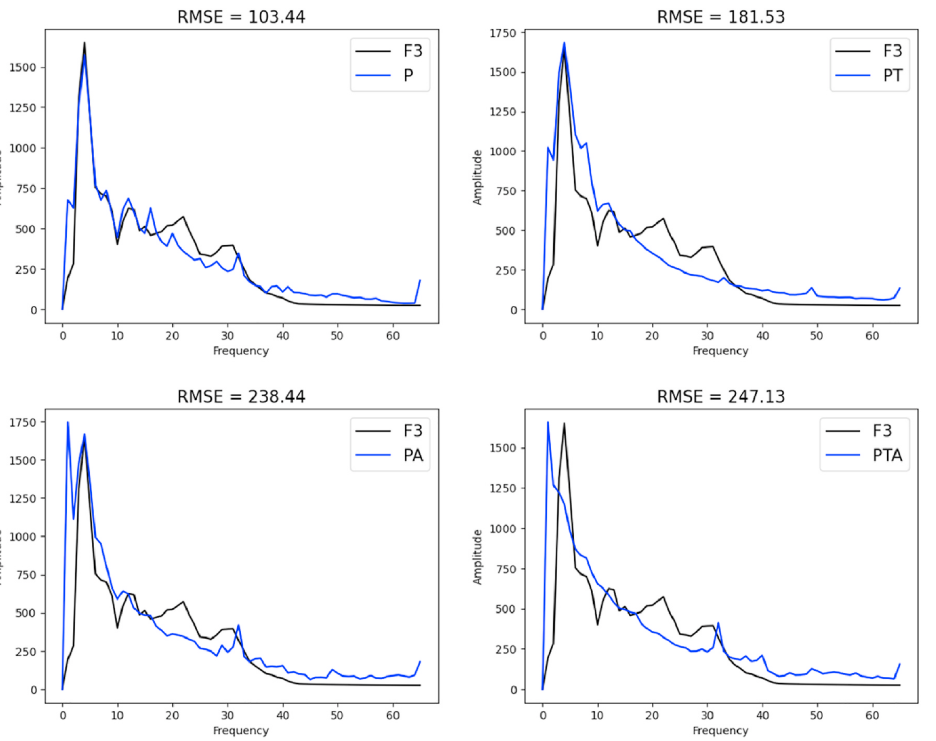 RMSE = 103.44
F3
P
1500
1250
1000
750
500
250
0
0 10 20 30 40 50 60
Frequency
RMSE = 181.53
F3
PT
Amplitude
1750
1500
1250
1000
750
500
250
0
0 10 20 30 40 50 60
Frequency
RMSE = 238.44
F3
PA
1750
1500
1250
1000
750
500
250
0
0 10 20 30 40 50 60
Frequency
RMSE = 247.13
F3
PTA
Amplitude
1500
1250
1000
750
500
250
0
0 10 20 30 40 50 60
Frequency